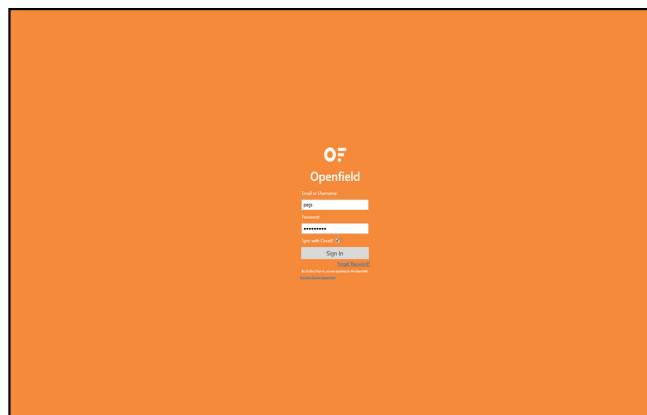 OF
Openfield
Email or Username:
Password:
•••••••••
Sync with Cloud?
Sign In
Forgot Password?